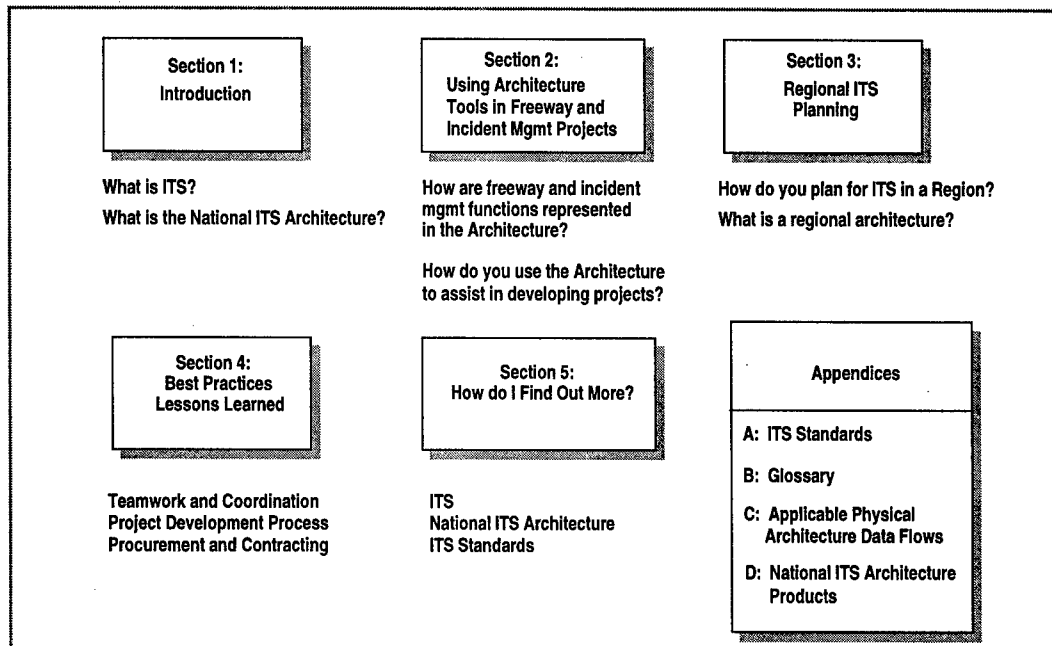 Section 1:
Introduction
What is ITS?
What is the National ITS Architecture?
Section 2:
Using Architecture
Tools in Freeway and
Incident Mgmt Projects
How are freeway and incident
mgmt functions represented
in the Architecture?
How do you use the Architecture
to assist in developing projects?
Section 3:
Regional ITS
Planning
How do you plan for ITS in a Region?
What is a regional architecture?
Section 4:
Best Practices
Lessons Learned
Teamwork and Coordination
Project Development Process
Procurement and Contracting
Section 5:
How do I Find Out More?
ITS
National ITS Architecture
ITS Standards
Appendices
A: ITS Standards
B: Glossary
C: Applicable Physical
Architecture Data Flows
D: National ITS Architecture
Products